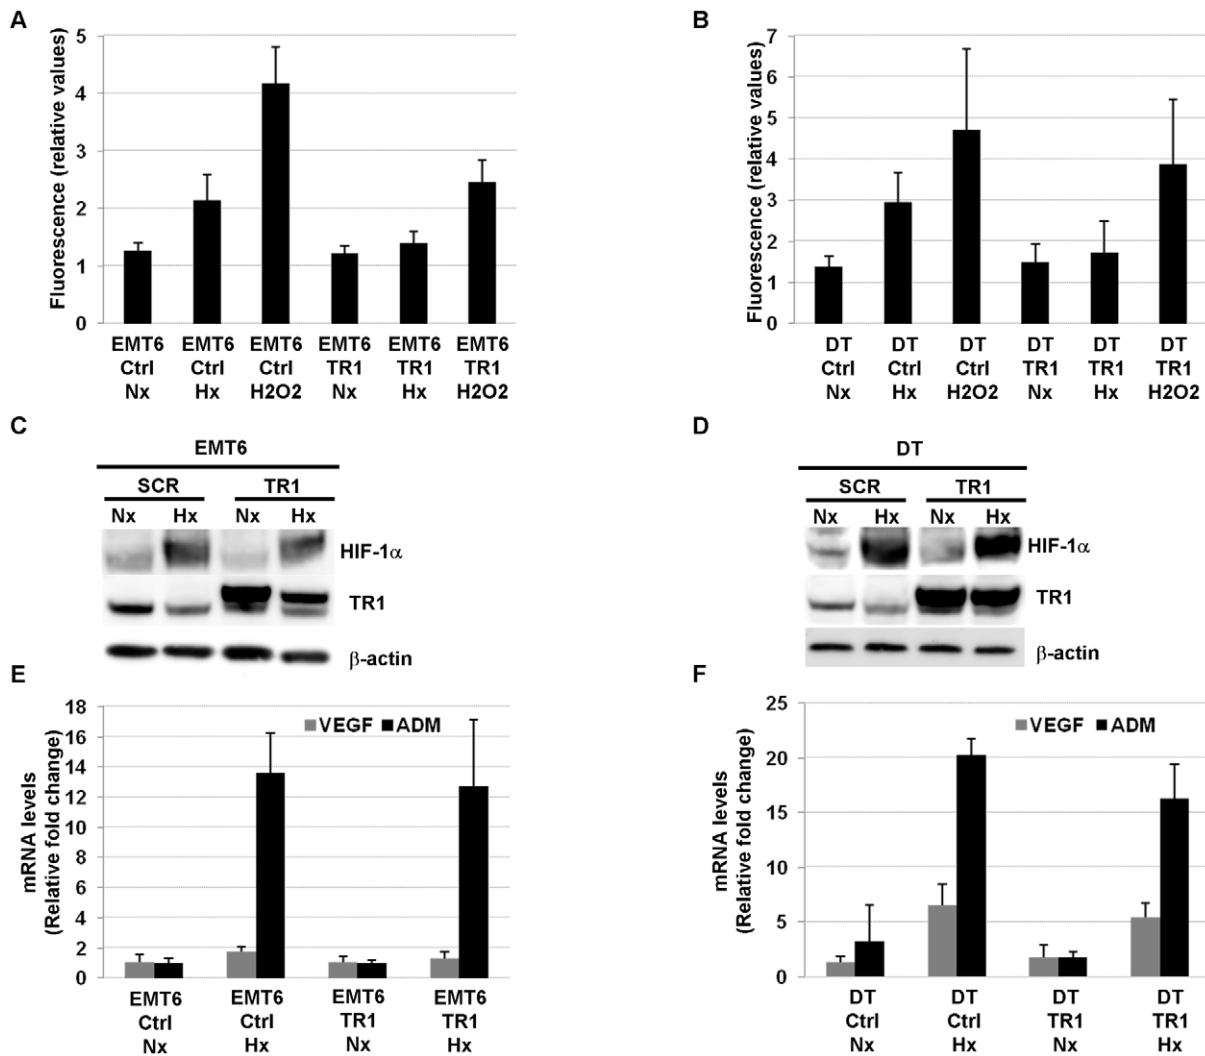 A
Fluorescence (relative values)
5
4
3
2
1
0
EMT6 EMT6 EMT6 EMT6 EMT6 EMT6
Ctrl Ctrl Ctrl TR1 TR1 TR1
Nx Hx H2O2 Nx Hx H2O2
B
Fluorescence (relative values)
7
6
5
4
3
2
1
0
DT DT DT DT DT DT
Ctrl Ctrl Ctrl TR1 TR1 TR1
Nx Hx H2O2 Nx Hx H2O2
C
EMT6
SCR TR1
Nx Hx Nx Hx
HIF-1α
TR1
β-actin
D
DT
SCR TR1
Nx Hx Nx Hx
HIF-1α
TR1
β-actin
E
mRNA levels
(Relative fold change)
18
16
14
12
10
8
6
4
2
0
VEGF ADM
EMT6 EMT6 EMT6 EMT6
Ctrl Ctrl TR1 TR1
Nx Hx Nx Hx
F
mRNA levels
(Relative fold change)
25
20
15
10
5
0
VEGF ADM
DT DT DT DT
Ctrl Ctrl TR1 TR1
Nx Hx Nx Hx